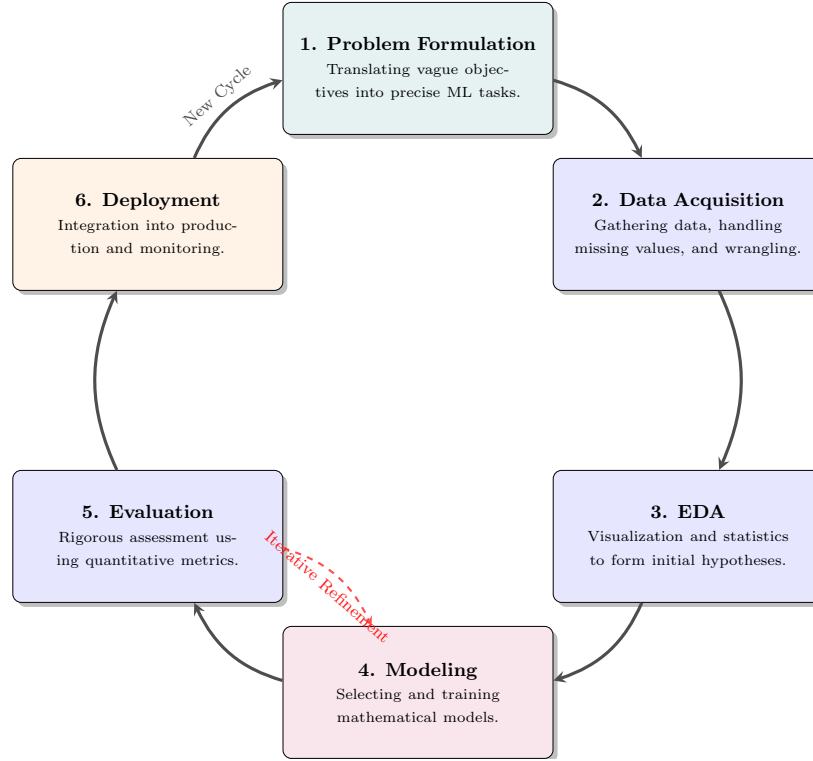 1. Problem Formulation
Translating vague objec-
tives into precise ML tasks.
New Cycle
6. Deployment
Integration into produc-
tion and monitoring.
2. Data Acquisition
Gathering data, handling
missing values, and wrangling.
5. Evaluation
Rigorous assessment us-
ing quantitative metrics.
3. EDA
Visualization and statistics
to form initial hypotheses.
Iterative Refinement
4. Modeling
Selecting and training
mathematical models.